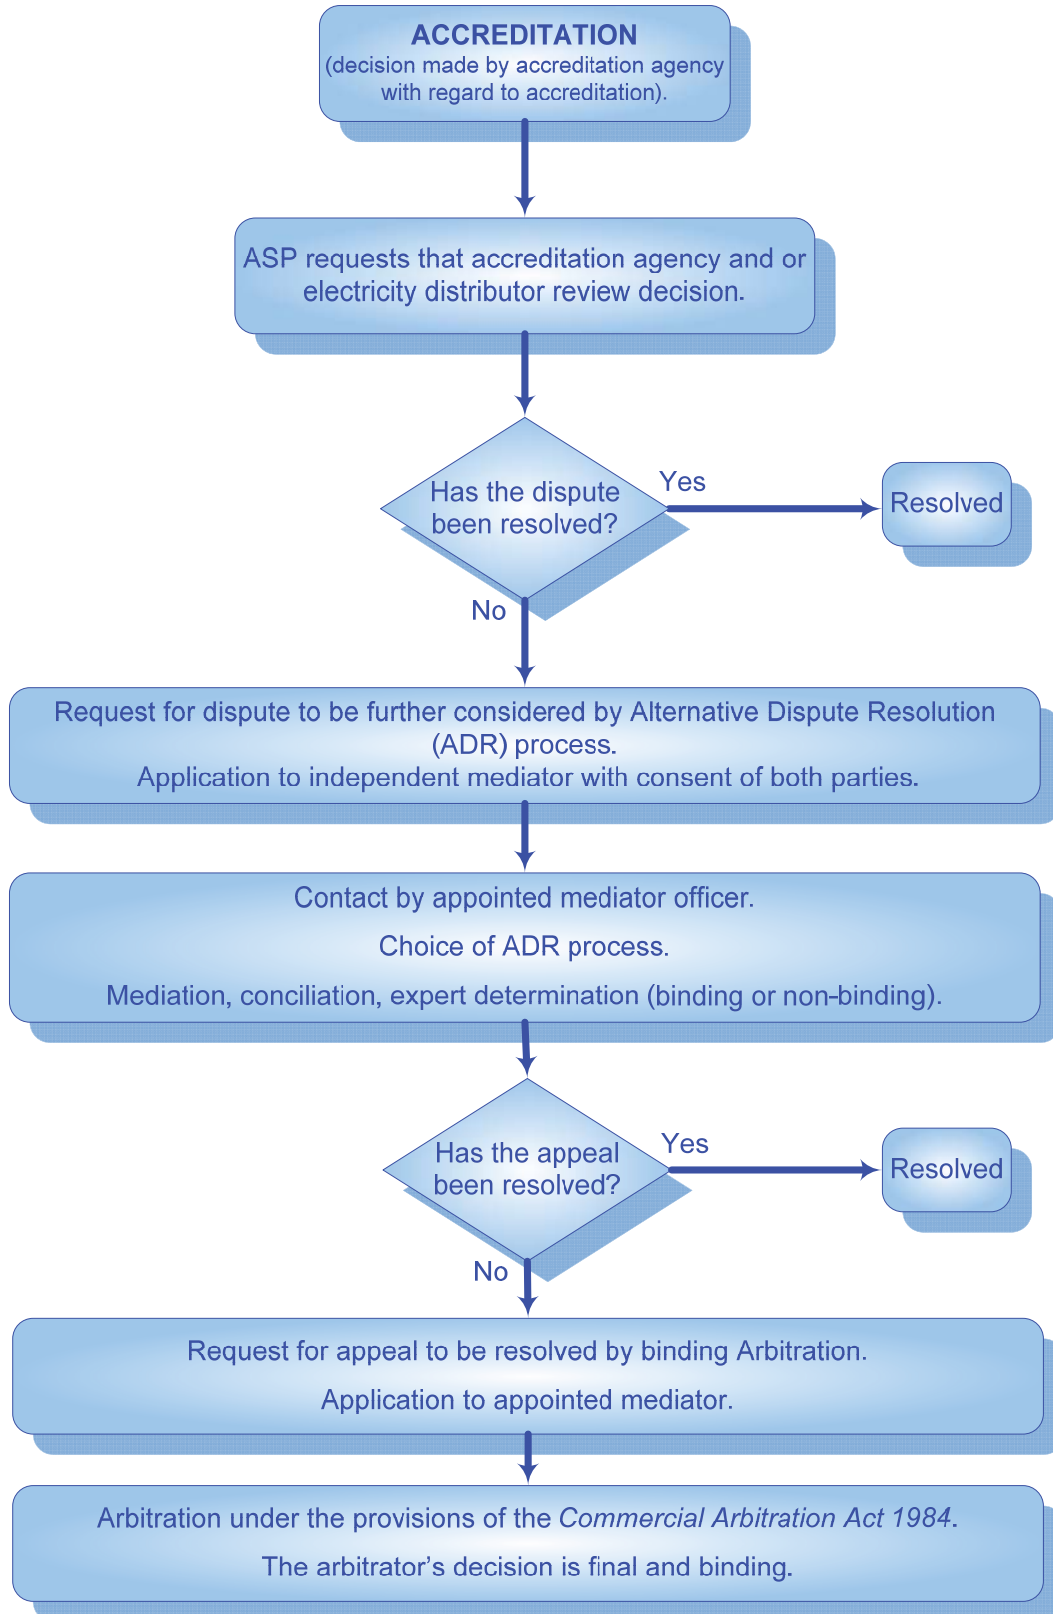 ACCREDITATION
(decision made by accreditation agency
with regard to accreditation).
ASP requests that accreditation agency and or
electricity distributor review decision.
Has the dispute
been resolved?
Yes
Resolved
No
Request for dispute to be further considered by Alternative Dispute Resolution
(ADR) process.
Application to independent mediator with consent of both parties.
Contact by appointed mediator officer.
Choice of ADR process.
Mediation, conciliation, expert determination (binding or non-binding).
Has the appeal
been resolved?
Yes
Resolved
No
Request for appeal to be resolved by binding Arbitration.
Application to appointed mediator.
Arbitration under the provisions of the Commercial Arbitration Act 1984.
The arbitrator’s decision is final and binding.